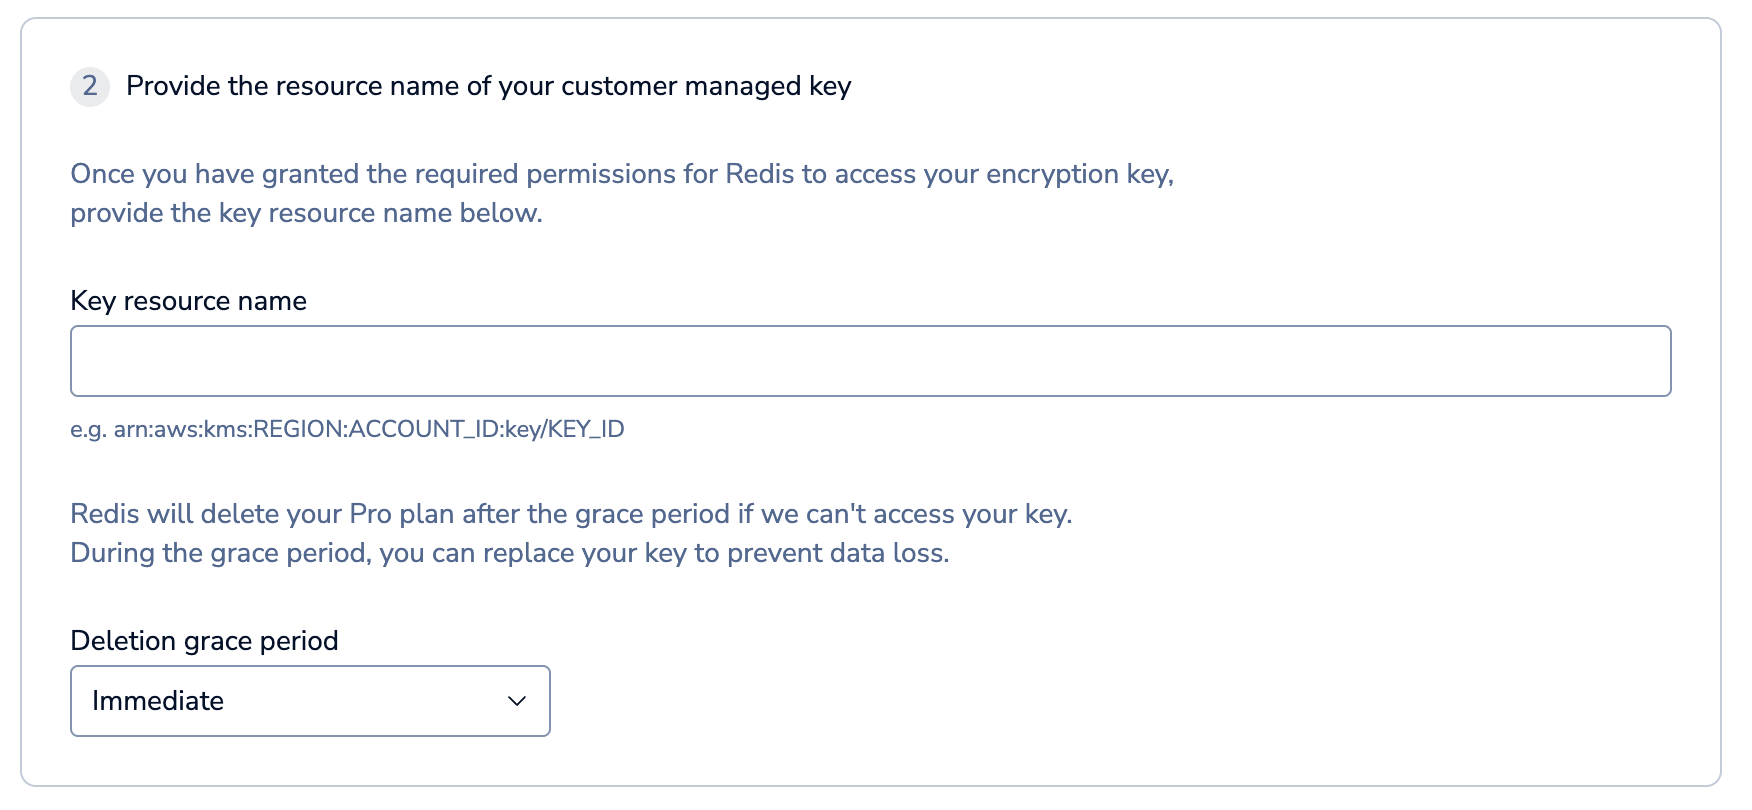 2 Provide the resource name of your customer managed key
Once you have granted the required permissions for Redis to access your encryption key,
provide the key resource name below.
Key resource name
e.g. arn:aws:kms:REGION:ACCOUNT_ID:key/KEY_ID
Redis will delete your Pro plan after the grace period if we can't access your key.
During the grace period, you can replace your key to prevent data loss.
Deletion grace period
Immediate